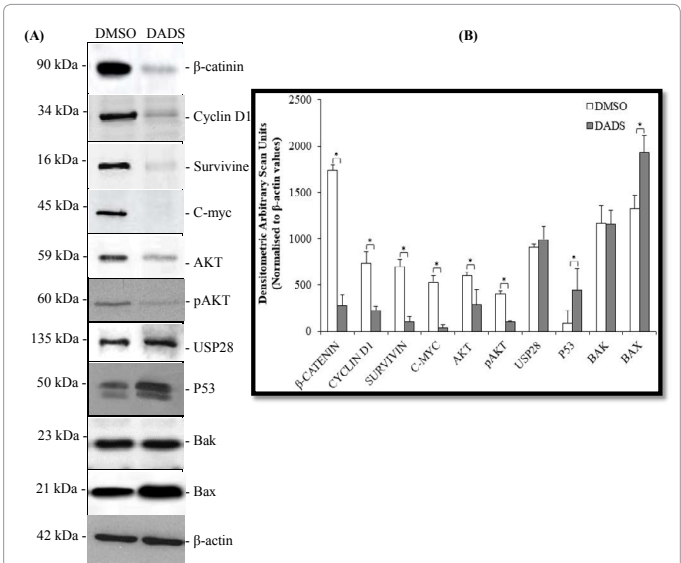 (A)
DMSO DADS
90 kDa - - β-catinin
34 kDa - - Cyclin D1
16 kDa - - Survivine
45 kDa - - C-myc
59 kDa - - AKT
60 kDa - - pAKT
135 kDa - - USP28
50 kDa - - P53
23 kDa - - Bak
21 kDa - - Bax
42 kDa - - β-actin
(B)
Densitometric Arbitrary Scan Units
(Normalised to β-actin values)
2500
2000
1500
1000
500
0
DMSO
DADS
* * * * * * * *
β-CATENIN
CYCLIN D1
SURVIVIN
C-MYC
AKT
pAKT
USP28
P53
BAK
BAX